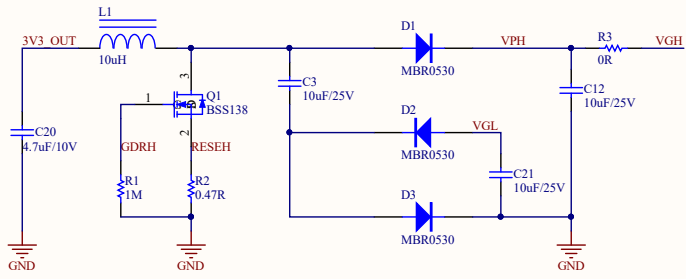 L1
3V3_OUT
10uH
D1
VPH
MBR0530
R3
0R
VGH
3
Q1
BSS138
1
2
C3
10uF/25V
C12
10uF/25V
D2
MBR0530
VGL
C20
4.7uF/10V
GDRH
RESEH
R1
1M
R2
0.47R
C21
10uF/25V
D3
MBR0530
GND
GND
GND